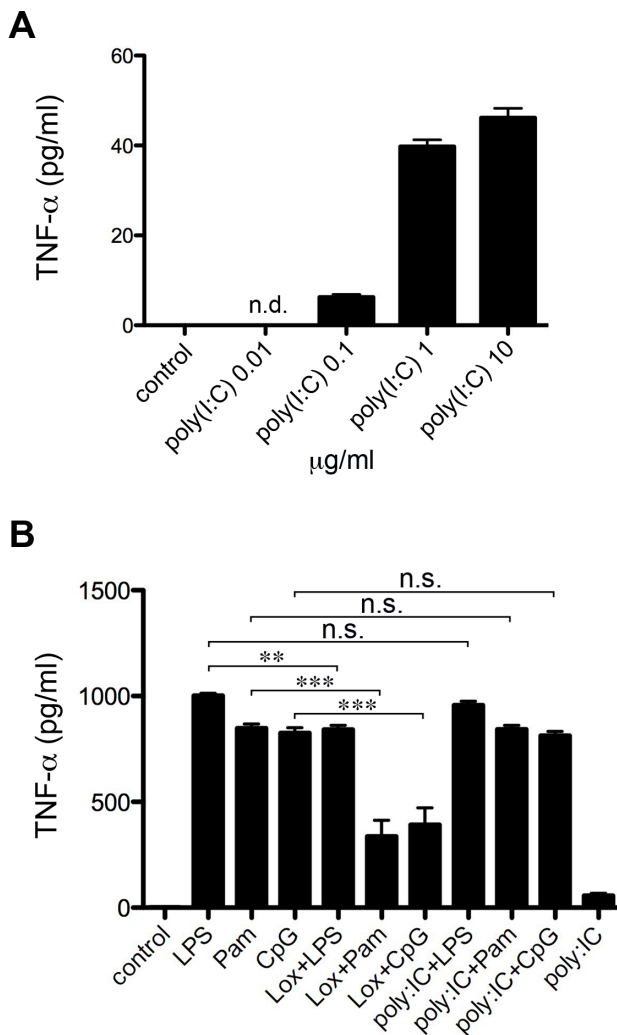 A
TNF-α (pg/ml)
60
40
20
0
n.d.
control
poly(I:C) 0.01
poly(I:C) 0.1
poly(I:C) 1
poly(I:C) 10
µg/ml
B
TNF-α (pg/ml)
1500
1000
500
0
n.s.
n.s.
n.s.
**
***
***
control
LPS
Pam
CpG
Lox+LPS
Lox+Pam
Lox+CpG
poly:IC+LPS
poly:IC+Pam
poly:IC+CpG
poly:IC